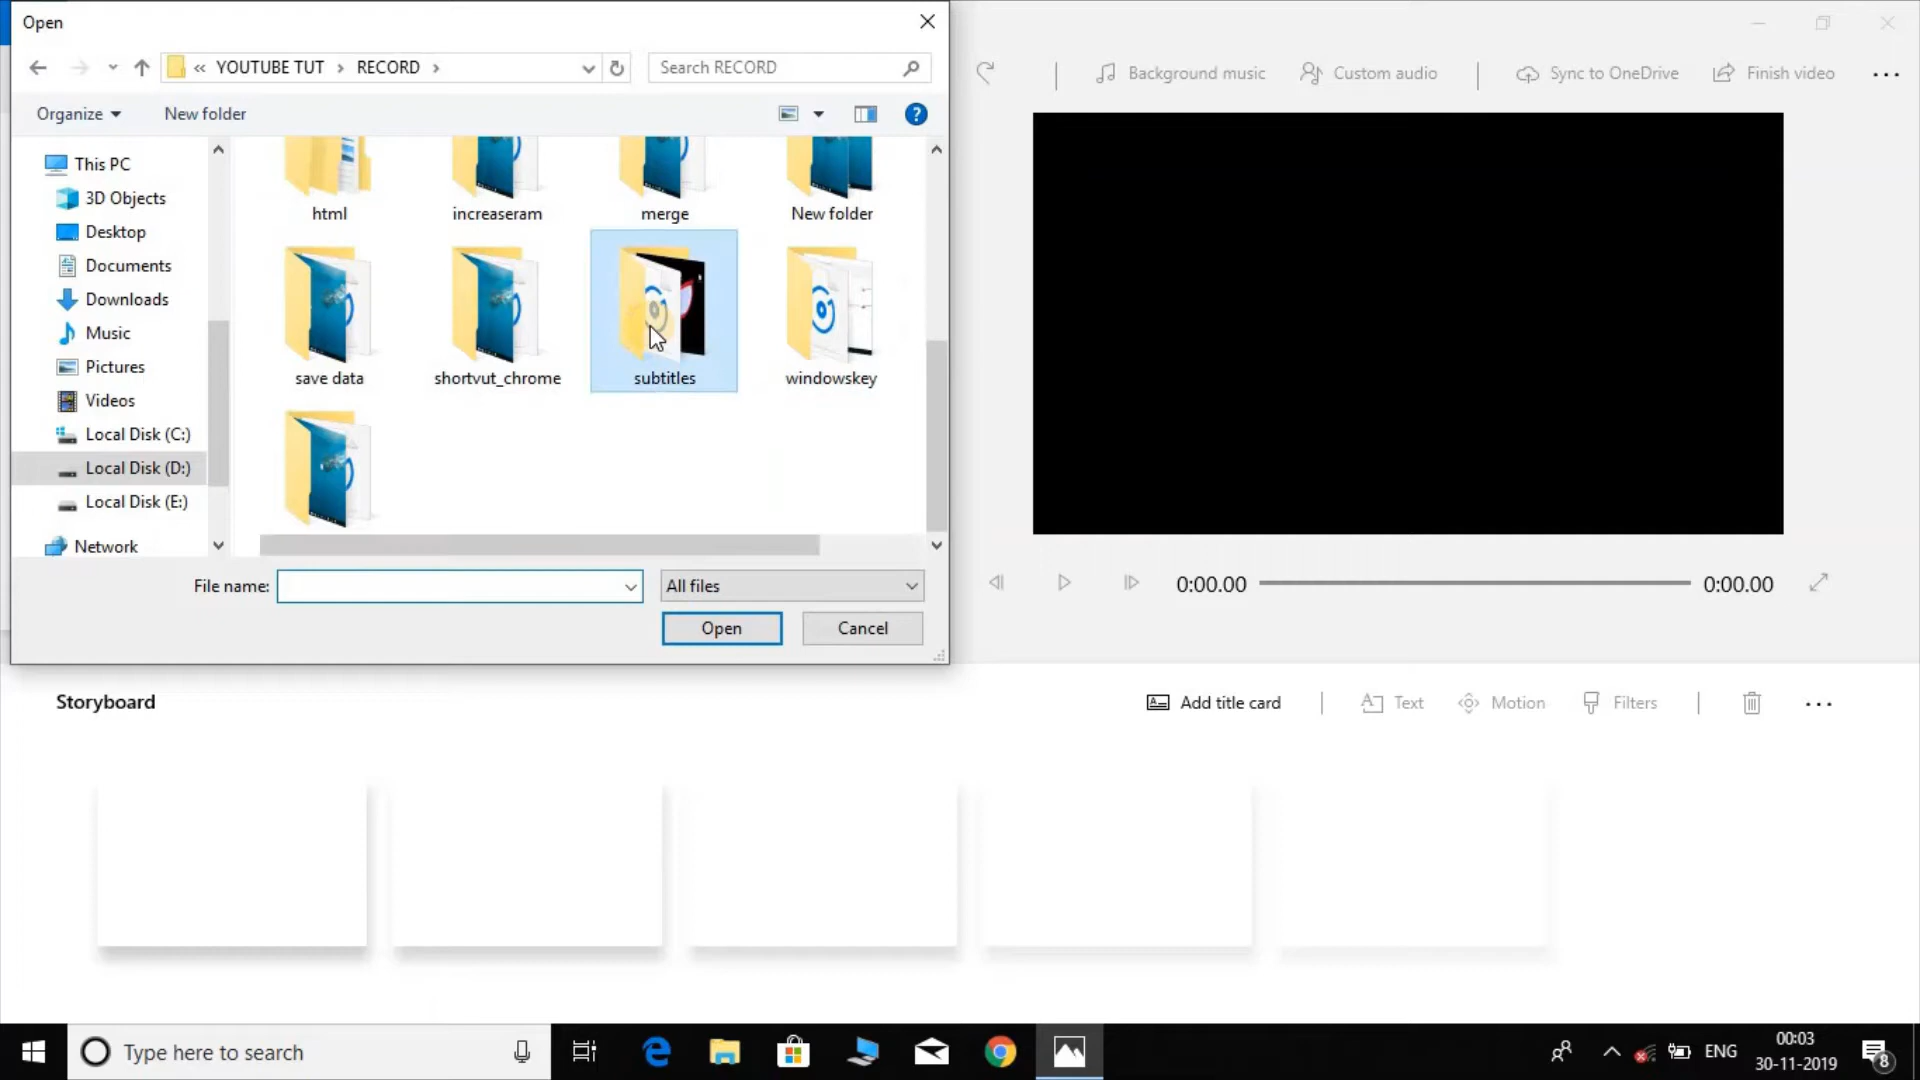 Open
« YOUTUBE TUT › RECORD ›
Search RECORD
Background music
Custom audio
Sync to OneDrive
Finish video
Organize
New folder
This PC
3D Objects
Desktop
Documents
Downloads
Music
Pictures
Videos
Local Disk (C:)
Local Disk (D:)
Local Disk (E:)
Network
html
increaseram
merge
New folder
save data
shortvut_chrome
subtitles
windowskey
File name:
All files
Open
Cancel
0:00.00
0:00.00
Storyboard
Add title card
Text
Motion
Filters
Type here to search
ENG
00:03
30-11-2019
8